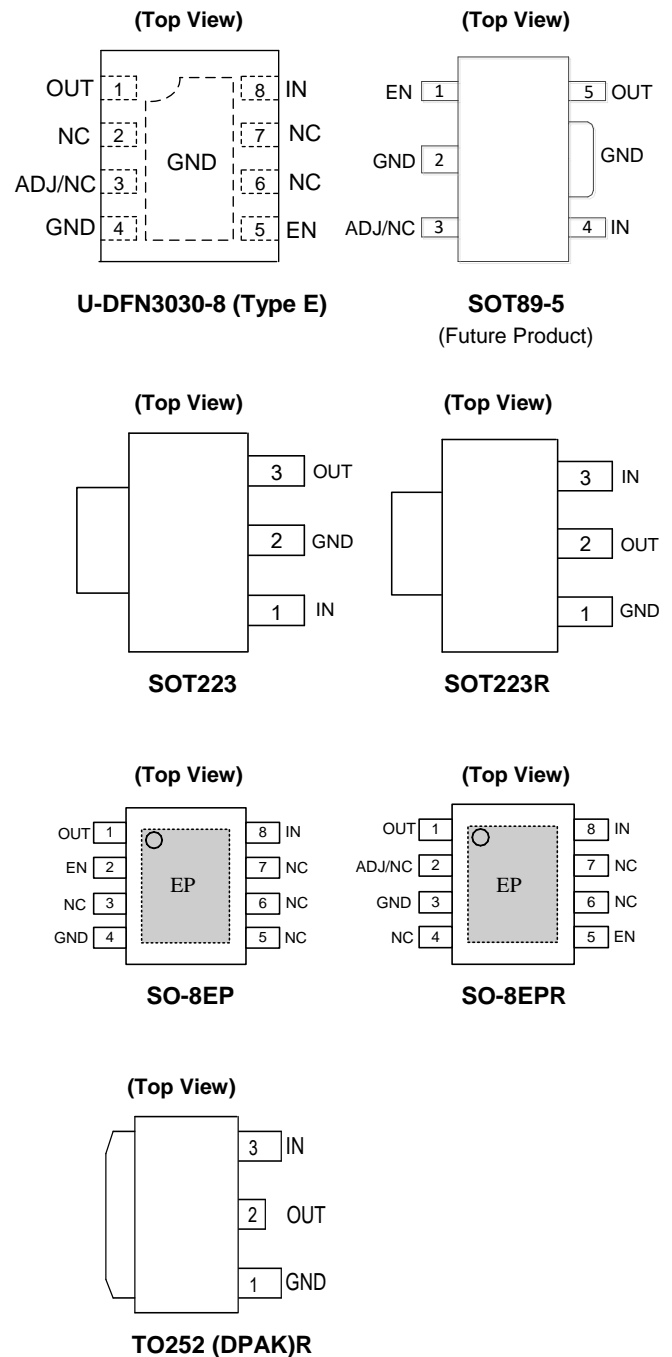 (Top View)
OUT 1 8 IN
NC 2 7 NC
GND
ADJ/NC 3 6 NC
GND 4 5 EN
U-DFN3030-8 (Type E)
(Top View)
EN 1 5 OUT
GND 2 GND
ADJ/NC 3 4 IN
SOT89-5
(Future Product)
(Top View)
3 OUT
2 GND
1 IN
SOT223
(Top View)
3 IN
2 OUT
1 GND
SOT223R
(Top View)
OUT 1 8 IN
EN 2 7 NC
EP
NC 3 6 NC
GND 4 5 NC
SO-8EP
(Top View)
OUT 1 8 IN
ADJ/NC 2 7 NC
EP
GND 3 6 NC
NC 4 5 EN
SO-8EPR
(Top View)
3 IN
2 OUT
1 GND
TO252 (DPAK)R